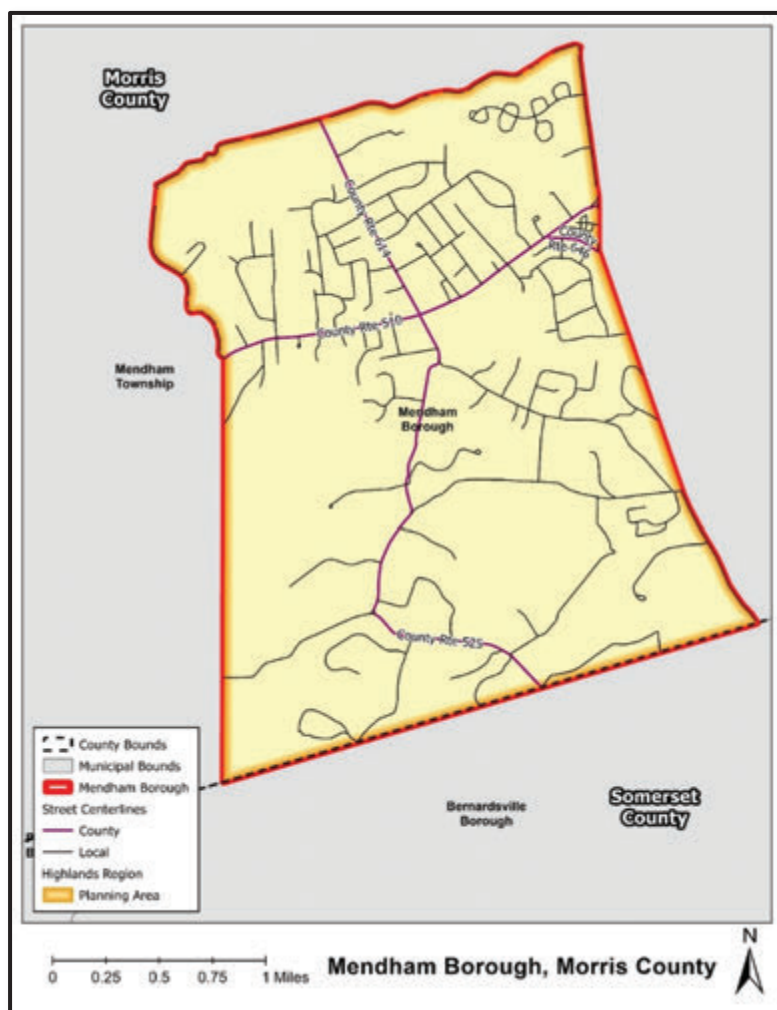 Morris
County
County Rte 614
County
Rte 646
County Rte 510
Mendham
Township
Mendham
Borough
County Rte 525
County Bounds
Municipal Bounds
Mendham Borough
Street Centerlines
County
Local
Highlands Region
Planning Area
Bernardsville
Borough
Somerset
County
0 0.25 0.5 0.75 1 Miles
Mendham Borough, Morris County
N